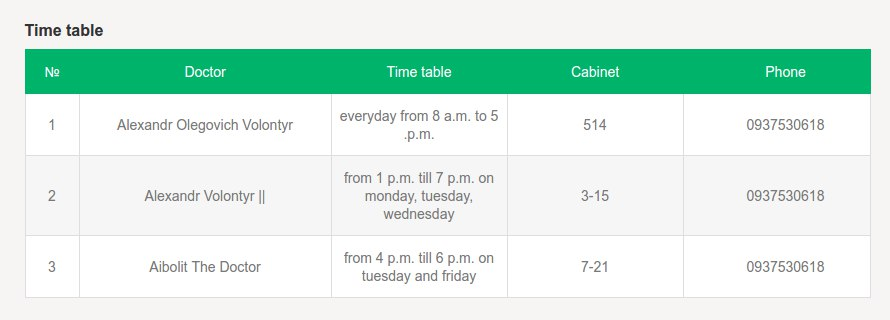 Time table
№ Doctor Time table Cabinet Phone
1 Alexandr Olegovich Volontyr everyday from 8 a.m. to 5 514 0937530618
.p.m.
2 Alexandr Volontyr || from 1 p.m. till 7 p.m. on 3-15 0937530618
monday, tuesday,
wednesday
3 Aibolit The Doctor from 4 p.m. till 6 p.m. on 7-21 0937530618
tuesday and friday